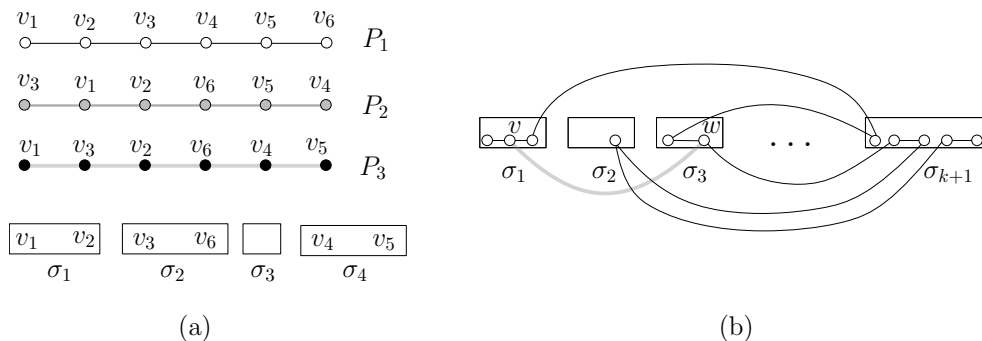 v₁ v₂ v₃ v₄ v₅ v₆ P₁
v₃ v₁ v₂ v₆ v₅ v₄ P₂
v₁ v₃ v₂ v₆ v₄ v₅ P₃
v₁ v₂ v₃ v₆ v₄ v₅
σ₁ σ₂ σ₃ σ₄
(a)
v w
· · ·
σ₁ σ₂ σ₃ σₖ₊₁
(b)